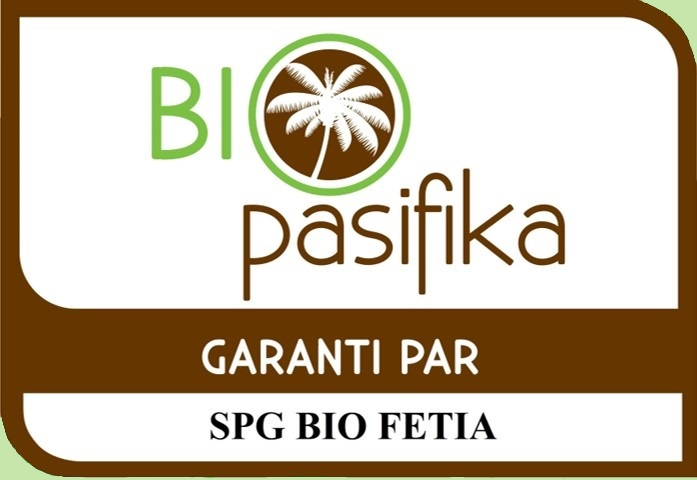 BIO
pasifika
GARANTI PAR
SPG BIO FETIA